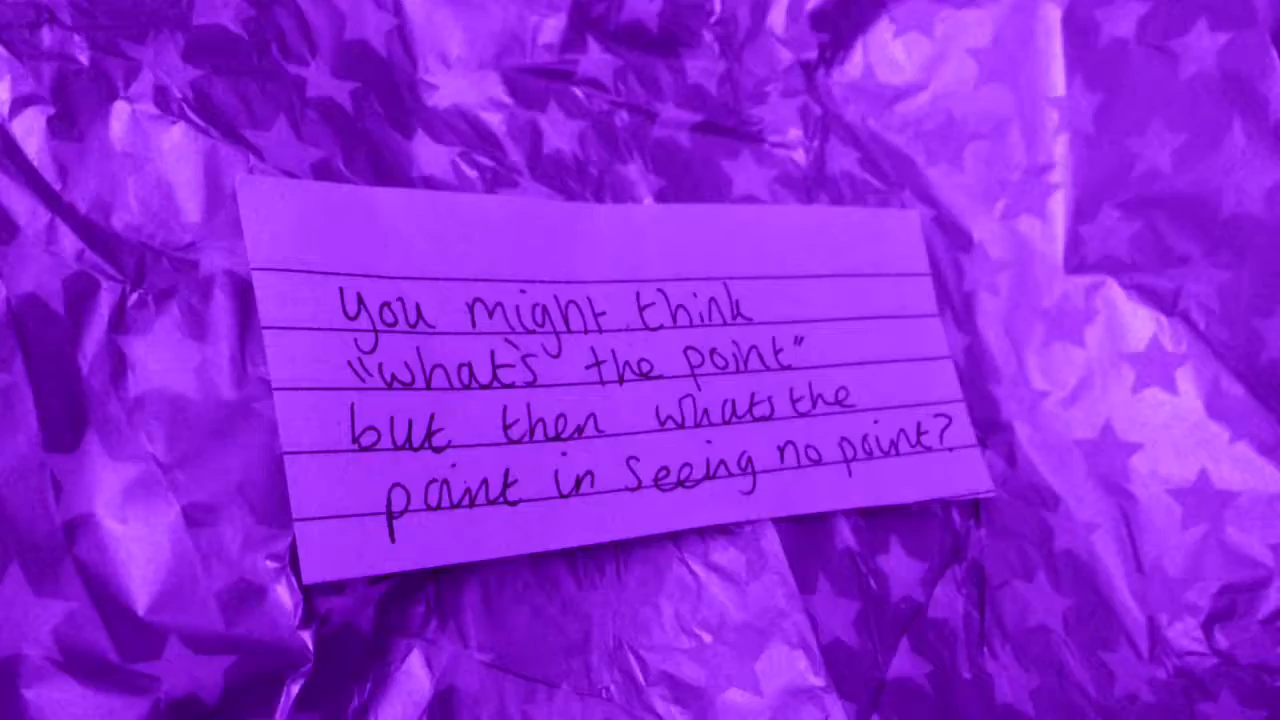 you might think
"what's the point"
but then whats the
point in seeing no point?